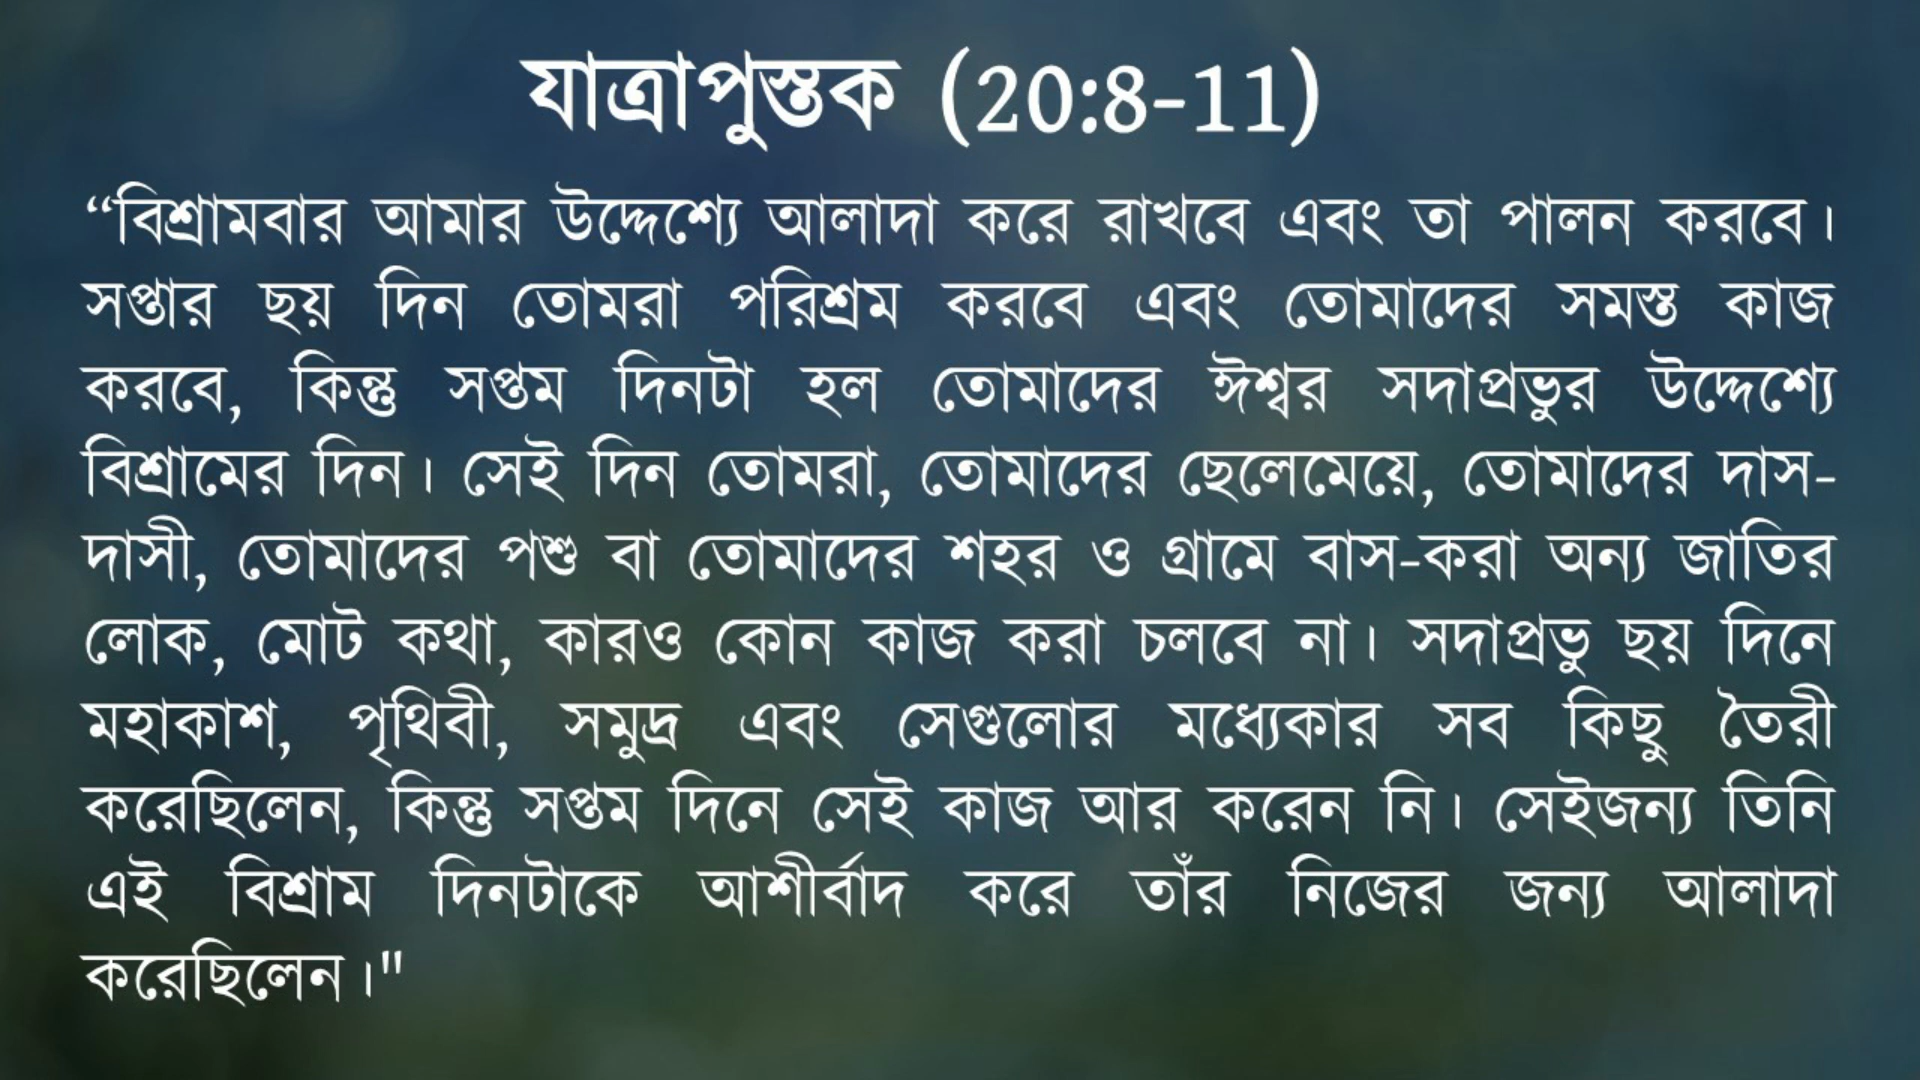 যাত্রাপুস্তক (20:8-11)
“বিশ্রামবার আমার উদ্দেশ্যে আলাদা করে রাখবে এবং তা পালন করবে।
সপ্তার ছয় দিন তোমরা পরিশ্রম করবে এবং তোমাদের সমস্ত কাজ
করবে, কিন্তু সপ্তম দিনটা হল তোমাদের ঈশ্বর সদাপ্রভুর উদ্দেশ্যে
বিশ্রামের দিন। সেই দিন তোমরা, তোমাদের ছেলেমেয়ে, তোমাদের দাস-
দাসী, তোমাদের পশু বা তোমাদের শহর ও গ্রামে বাস-করা অন্য জাতির
লোক, মোট কথা, কারও কোন কাজ করা চলবে না। সদাপ্রভু ছয় দিনে
মহাকাশ, পৃথিবী, সমুদ্র এবং সেগুলোর মধ্যেকার সব কিছু তৈরী
করেছিলেন, কিন্তু সপ্তম দিনে সেই কাজ আর করেন নি। সেইজন্য তিনি
এই বিশ্রাম দিনটাকে আশীর্বাদ করে তাঁর নিজের জন্য আলাদা
করেছিলেন।"